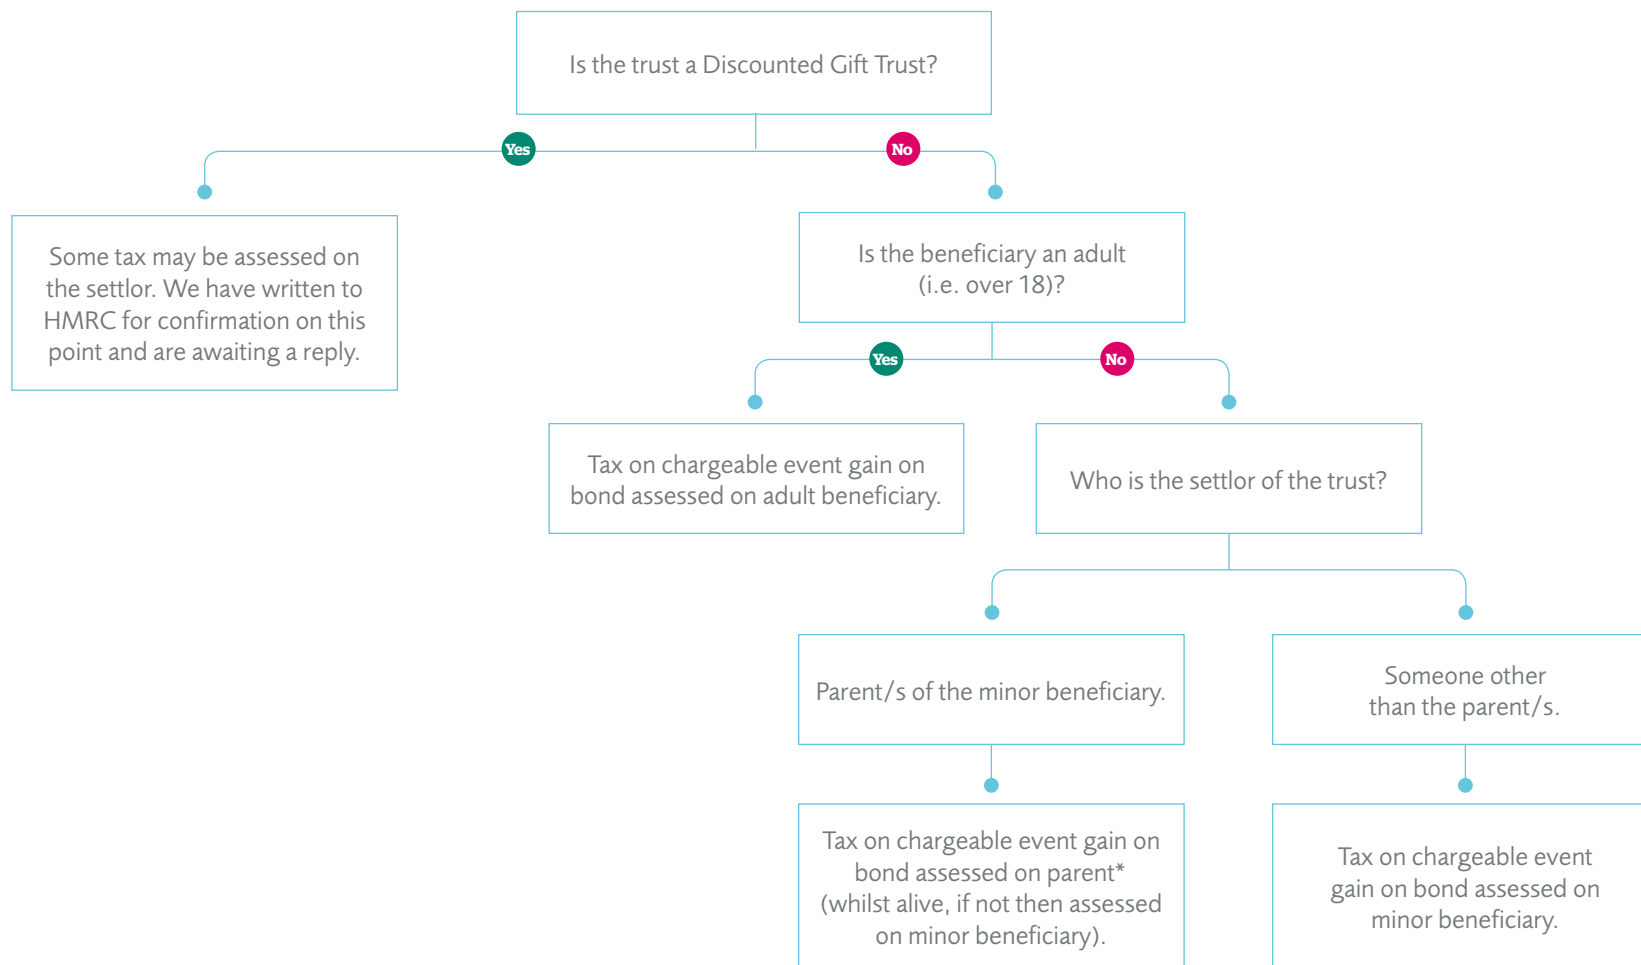 Is the trust a Discounted Gift Trust?
Yes
No
Some tax may be assessed on
the settlor. We have written to
HMRC for confirmation on this
point and are awaiting a reply.
Is the beneficiary an adult
(i.e. over 18)?
Yes
No
Tax on chargeable event gain on
bond assessed on adult beneficiary.
Who is the settlor of the trust?
Parent/s of the minor beneficiary.
Someone other
than the parent/s.
Tax on chargeable event gain on
bond assessed on parent*
(whilst alive, if not then assessed
on minor beneficiary).
Tax on chargeable event
gain on bond assessed on
minor beneficiary.